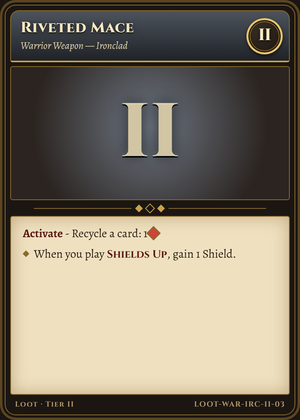 Riveted Mace
Warrior Weapon — Ironclad
II
II
Activate - Recycle a card: 1
When you play Shields Up, gain 1 Shield.
Loot · Tier II
LOOT-WAR-IRC-II-03